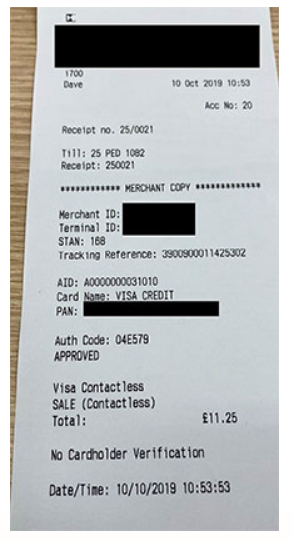 1700
Dave 10 Oct 2019 10:53
Acc No: 20
Receipt no. 25/0021
Till: 25 PED 1082
Receipt: 250021
************ MERCHANT COPY *************
Merchant ID:
Terminal ID:
STAN: 168
Tracking Reference: 3900900011425302
AID: A0000000031010
Card Name: VISA CREDIT
PAN:
Auth Code: 04E579
APPROVED
Visa Contactless
SALE (Contactless)
Total: £11.25
No Cardholder Verification
Date/Time: 10/10/2019 10:53:53